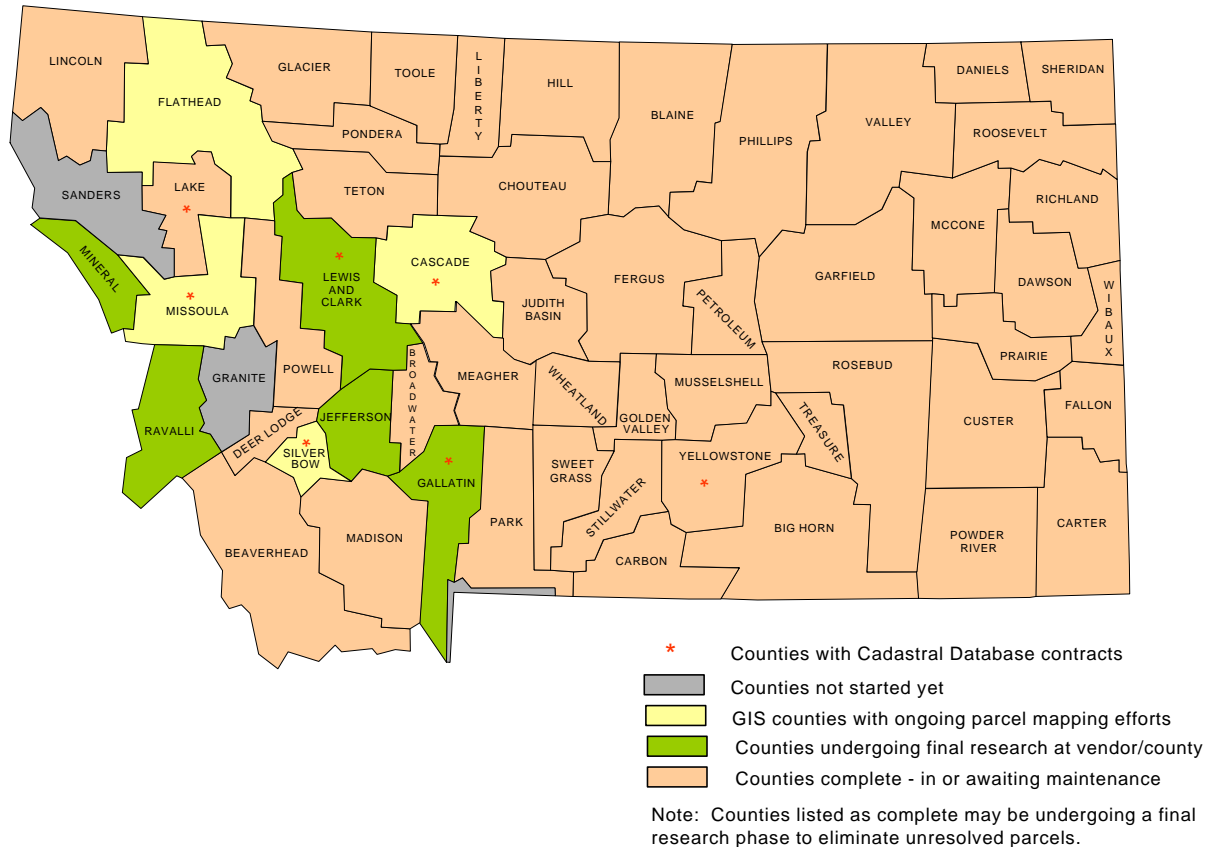 LINCOLN
FLATHEAD
GLACIER
TOOLE
LIBERTY
HILL
BLAINE
PHILLIPS
VALLEY
DANIELS
SHERIDAN
ROOSEVELT
PONDERA
SANDERS
LAKE
*
TETON
CHOUTEAU
MCCONE
RICHLAND
MINERAL
MISSOULA
*
LEWIS
AND
CLARK
*
CASCADE
*
JUDITH
BASIN
FERGUS
PETROLEUM
GARFIELD
DAWSON
WIBAUX
GRANITE
POWELL
BROADWATER
MEAGHER
WHEATLAND
GOLDEN
VALLEY
MUSSELSHELL
ROSEBUD
TREASURE
PRAIRIE
CUSTER
FALLON
RAVALLI
DEER LODGE
*
SILVER
BOW
JEFFERSON
*
GALLATIN
SWEET
GRASS
STILLWATER
YELLOWSTONE
*
BEAVERHEAD
MADISON
PARK
CARBON
BIG HORN
POWDER
RIVER
CARTER
* Counties with Cadastral Database contracts
Counties not started yet
GIS counties with ongoing parcel mapping efforts
Counties undergoing final research at vendor/county
Counties complete - in or awaiting maintenance
Note: Counties listed as complete may be undergoing a final
research phase to eliminate unresolved parcels.